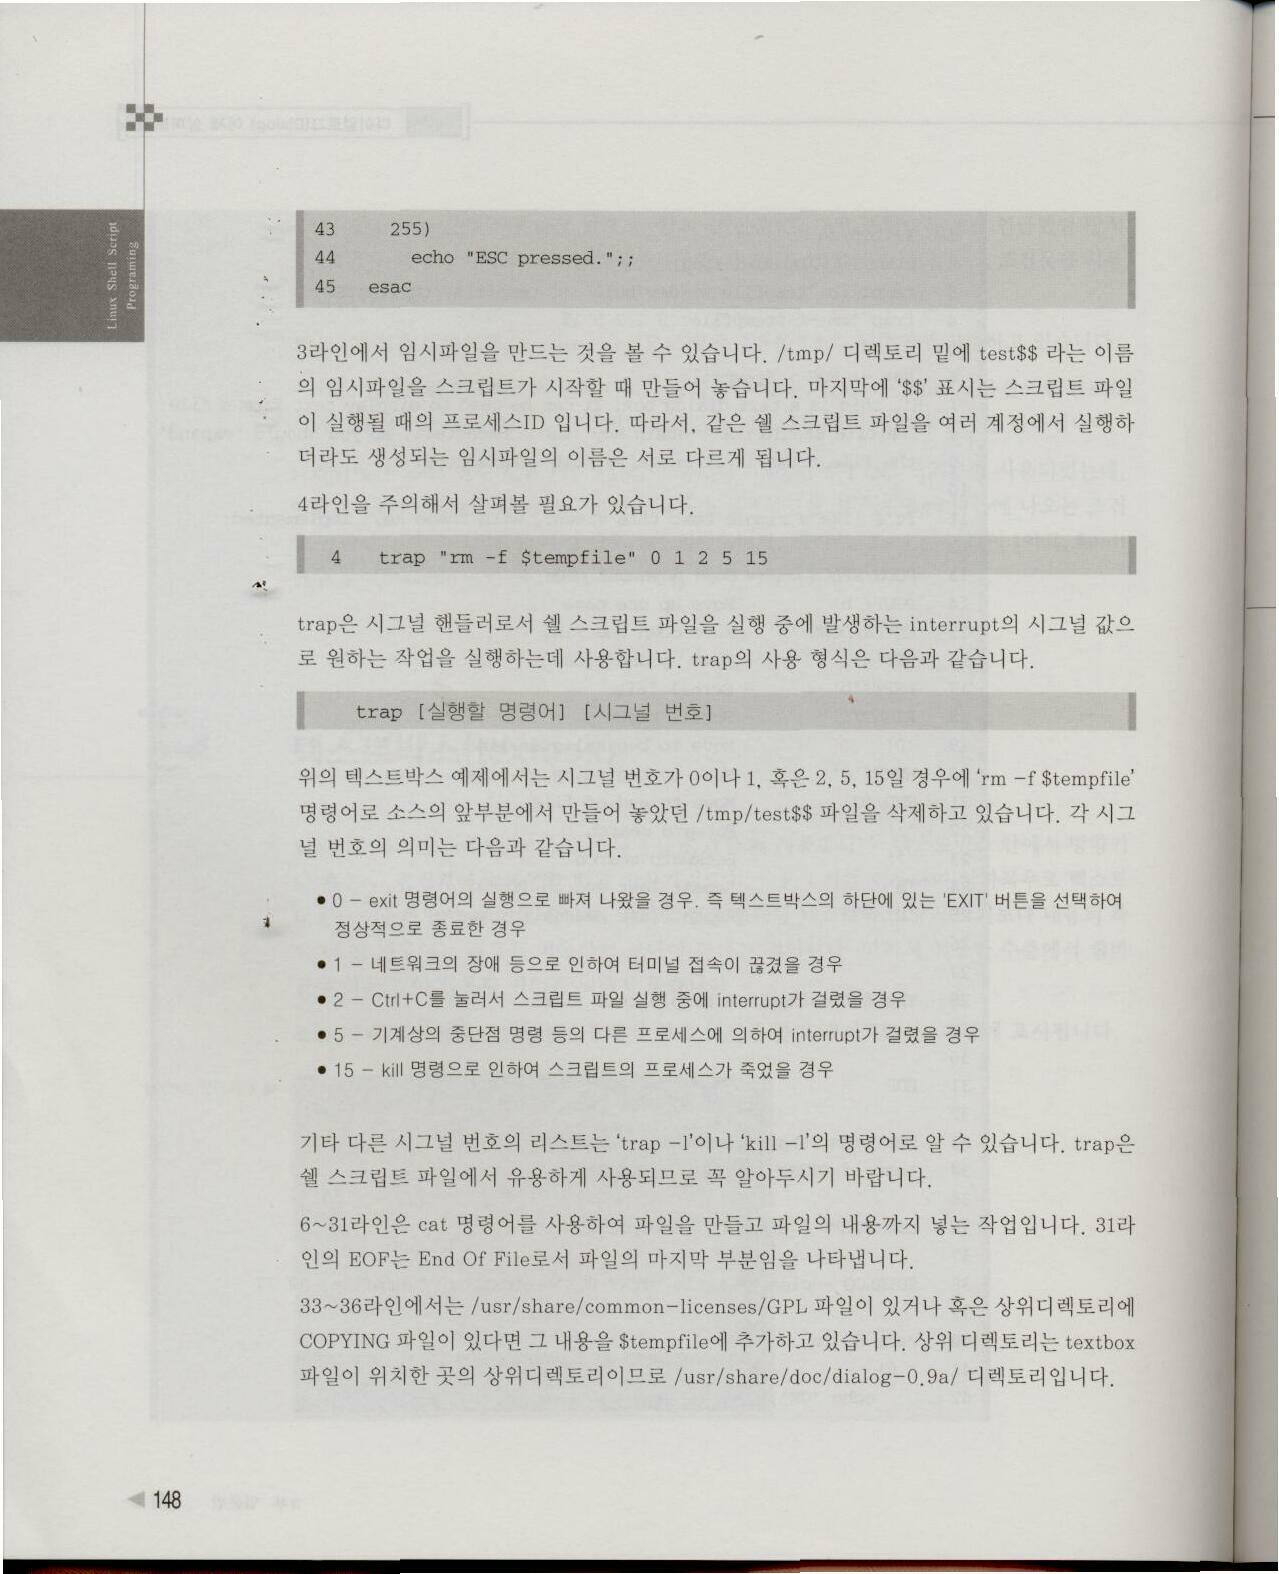 Linux Shell Script
Programing
43 255)
44 echo "ESC pressed.";;
45 esac
3라인에서 임시파일을 만드는 것을 볼 수 있습니다. /tmp/ 디렉토리 밑에 test$$ 라는 이름
의 임시파일을 스크립트가 시작할 때 만들어 놓습니다. 마지막에 '$$' 표시는 스크립트 파일
이 실행될 때의 프로세스ID 입니다. 따라서, 같은 쉘 스크립트 파일을 여러 계정에서 실행하
더라도 생성되는 임시파일의 이름은 서로 다르게 됩니다.
4라인을 주의해서 살펴볼 필요가 있습니다.
4 trap "rm -f $tempfile" 0 1 2 5 15
trap은 시그널 핸들러로서 쉘 스크립트 파일을 실행 중에 발생하는 interrupt의 시그널 값으
로 원하는 작업을 실행하는데 사용합니다. trap의 사용 형식은 다음과 같습니다.
trap [실행할 명령어] [시그널 번호]
위의 텍스트박스 예제에서는 시그널 번호가 0이나 1, 혹은 2, 5, 15일 경우에 'rm -f $tempfile'
명령어로 소스의 앞부분에서 만들어 놓았던 /tmp/test$$ 파일을 삭제하고 있습니다. 각 시그
널 번호의 의미는 다음과 같습니다.
● 0 - exit 명령어의 실행으로 빠져 나왔을 경우. 즉 텍스트박스의 하단에 있는 'EXIT' 버튼을 선택하여
정상적으로 종료한 경우
● 1 - 네트워크의 장애 등으로 인하여 터미널 접속이 끊겼을 경우
● 2 - Ctrl+C를 눌러서 스크립트 파일 실행 중에 interrupt가 걸렸을 경우
● 5 - 기계상의 중단점 명령 등의 다른 프로세스에 의하여 interrupt가 걸렸을 경우
● 15 - kill 명령으로 인하여 스크립트의 프로세스가 죽었을 경우
기타 다른 시그널 번호의 리스트는 'trap -l'이나 'kill -l'의 명령어로 알 수 있습니다. trap은
쉘 스크립트 파일에서 유용하게 사용되므로 꼭 알아두시기 바랍니다.
6~31라인은 cat 명령어를 사용하여 파일을 만들고 파일의 내용까지 넣는 작업입니다. 31라
인의 EOF는 End Of File로서 파일의 마지막 부분임을 나타냅니다.
33~36라인에서는 /usr/share/common-licenses/GPL 파일이 있거나 혹은 상위디렉토리에
COPYING 파일이 있다면 그 내용을 $tempfile에 추가하고 있습니다. 상위 디렉토리는 textbox
파일이 위치한 곳의 상위디렉토리이므로 /usr/share/doc/dialog-0.9a/ 디렉토리입니다.
148